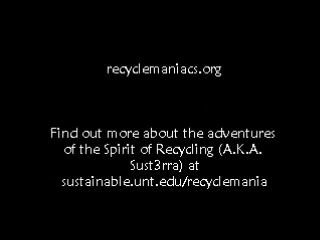 recyclemaniacs.org
Find out more about the adventures
of the Spirit of Recycling (A.K.A.
Sust3rra) at
sustainable.unt.edu/recyclemania